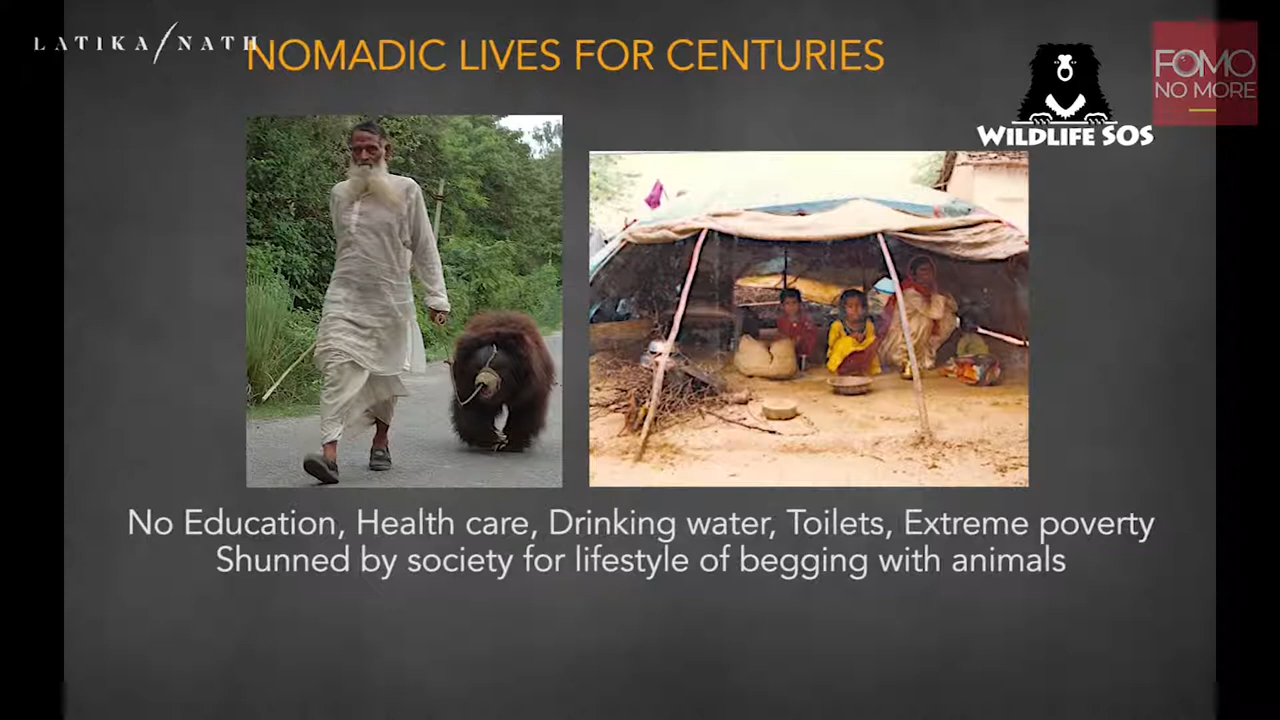 LATIKA NATH
NOMADIC LIVES FOR CENTURIES
FOMO
NO MORE
WILDLIFE SOS
No Education, Health care, Drinking water, Toilets, Extreme poverty
Shunned by society for lifestyle of begging with animals